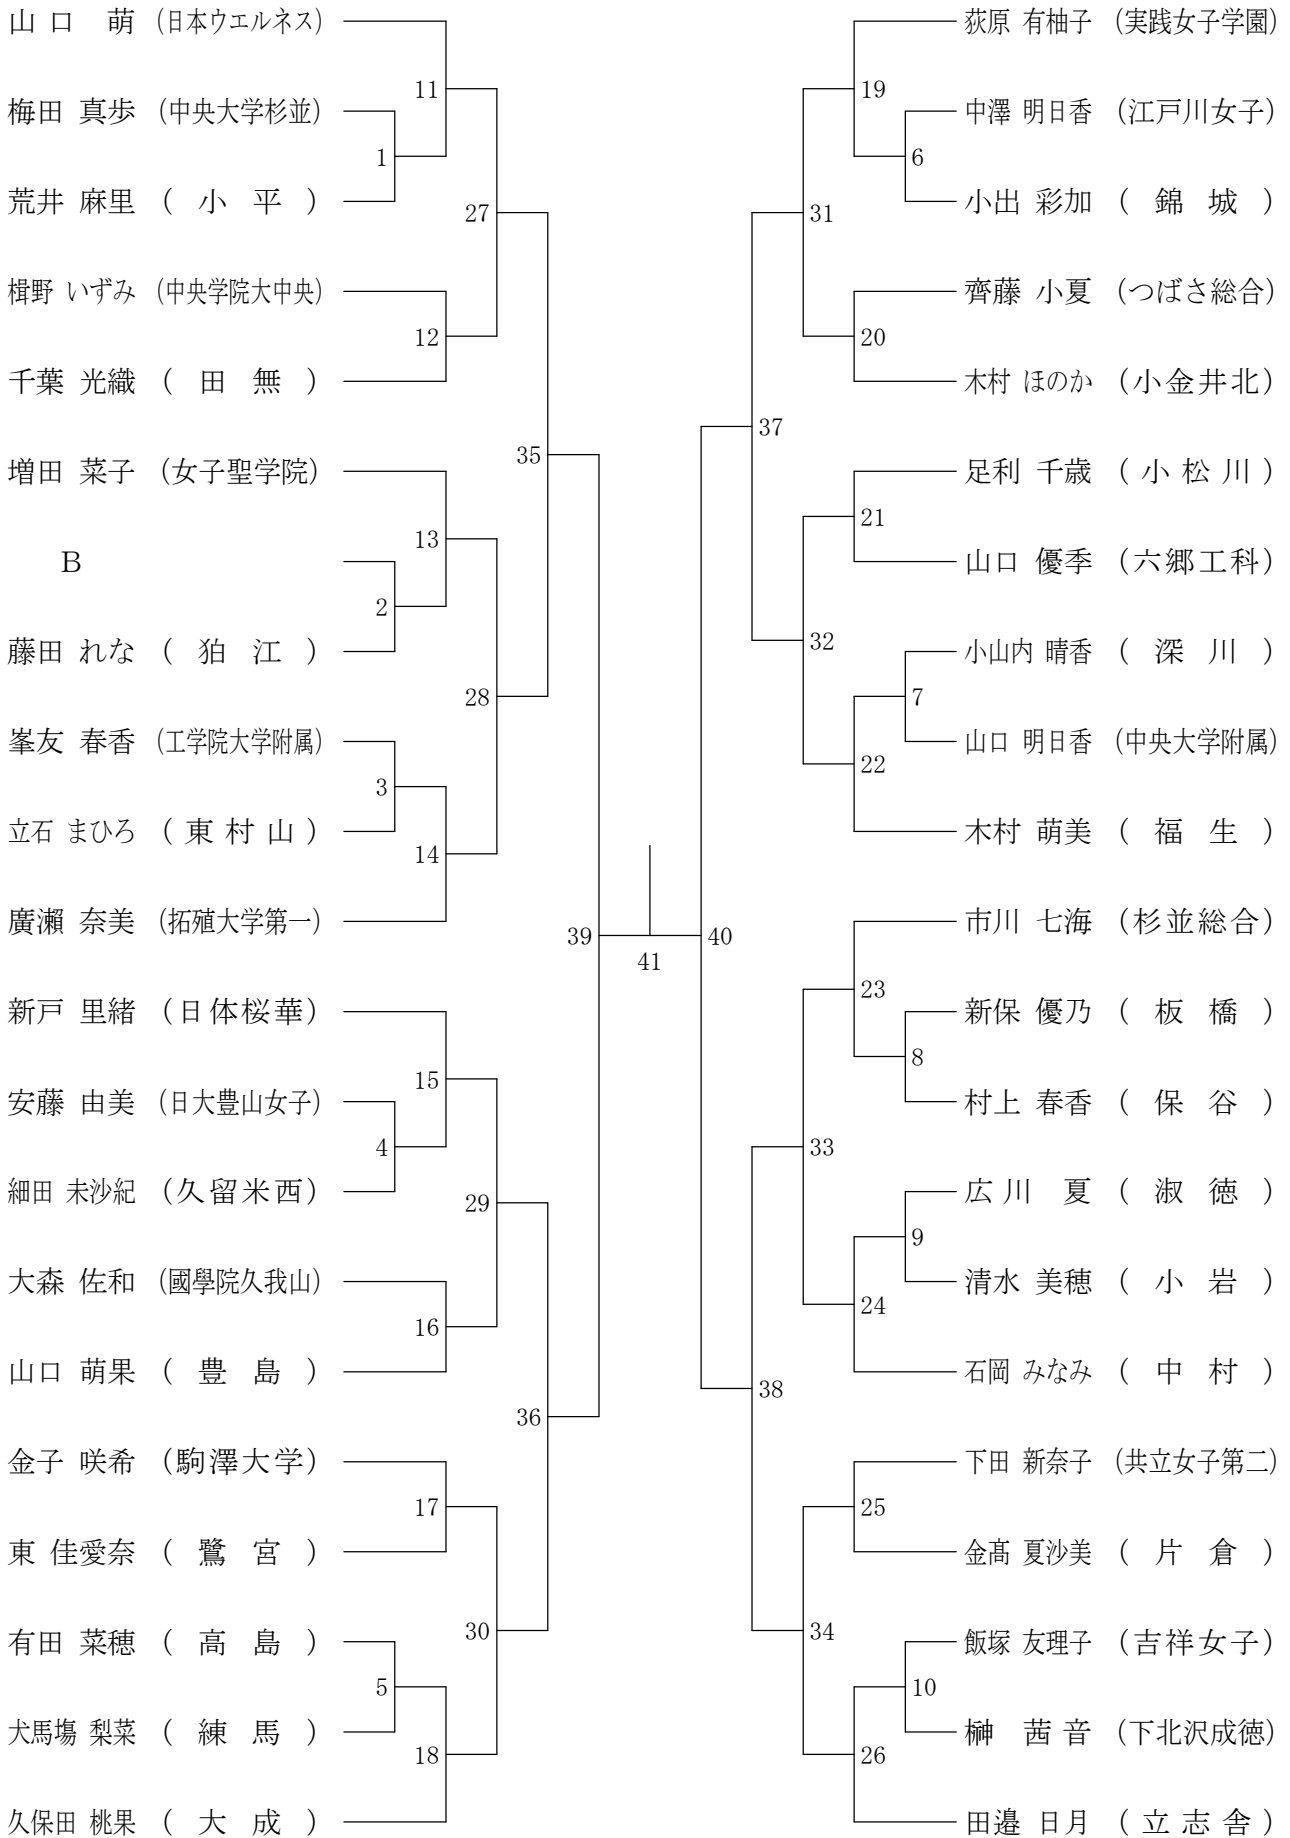 山口 萌 (日本ウエルネス)
梅田 真歩 (中央大学杉並)
荒井 麻里 ( 小 平 )
楫野 いずみ (中央学院大中央)
千葉 光織 ( 田 無 )
増田 菜子 (女子聖学院)
B
藤田 れな ( 狛 江 )
峯友 春香 (工学院大学附属)
立石 まひろ ( 東 村 山 )
廣瀬 奈美 (拓殖大学第一)
新戸 里緒 (日体桜華)
安藤 由美 (日大豊山女子)
細田 未沙紀 (久留米西)
大森 佐和 (國學院久我山)
山口 萌果 ( 豊 島 )
金子 咲希 (駒澤大学)
東 佳愛奈 ( 鷺 宮 )
有田 菜穂 ( 高 島 )
犬馬塲 梨菜 ( 練 馬 )
久保田 桃果 ( 大 成 )
1
2
3
4
5
11
12
13
14
15
16
17
18
27
28
29
30
35
36
39
41
40
37
38
31
32
33
34
19
20
21
22
23
24
25
26
6
7
8
9
10
荻原 有柚子 (実践女子学園)
中澤 明日香 (江戸川女子)
小出 彩加 ( 錦 城 )
齊藤 小夏 (つばさ総合)
木村 ほのか (小金井北)
足利 千歳 ( 小 松 川 )
山口 優季 (六郷工科)
小山内 晴香 ( 深 川 )
山口 明日香 (中央大学附属)
木村 萌美 ( 福 生 )
市川 七海 (杉並総合)
新保 優乃 ( 板 橋 )
村上 春香 ( 保 谷 )
広川 夏 ( 淑 徳 )
清水 美穂 ( 小 岩 )
石岡 みなみ ( 中 村 )
下田 新奈子 (共立女子第二)
金髙 夏沙美 ( 片 倉 )
飯塚 友理子 (吉祥女子)
榊 茜音 (下北沢成徳)
田邉 日月 ( 立 志 舎 )